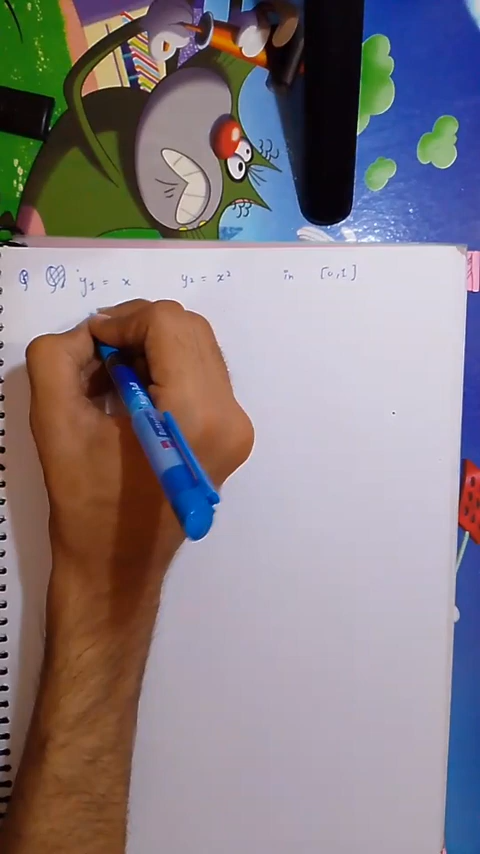 y₁ = x y₂ = x² in [0,1]